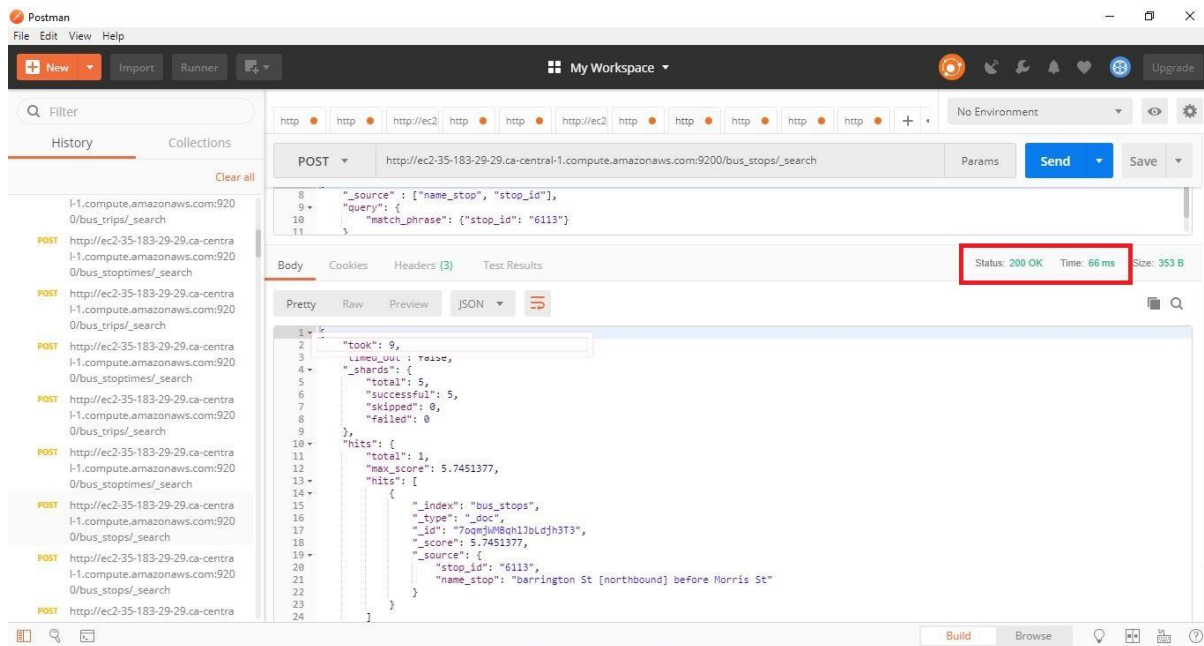 Postman
File Edit View Help
New Import Runner My Workspace Upgrade
Filter
History Collections
Clear all
l-1.compute.amazonaws.com:920
0/bus_trips/_search
POST http://ec2-35-183-29-29.ca-centra
l-1.compute.amazonaws.com:920
0/bus_stoptimes/_search
POST http://ec2-35-183-29-29.ca-centra
l-1.compute.amazonaws.com:920
0/bus_trips/_search
POST http://ec2-35-183-29-29.ca-centra
l-1.compute.amazonaws.com:920
0/bus_stoptimes/_search
POST http://ec2-35-183-29-29.ca-centra
l-1.compute.amazonaws.com:920
0/bus_trips/_search
POST http://ec2-35-183-29-29.ca-centra
l-1.compute.amazonaws.com:920
0/bus_stoptimes/_search
POST http://ec2-35-183-29-29.ca-centra
l-1.compute.amazonaws.com:920
0/bus_stops/_search
POST http://ec2-35-183-29-29.ca-centra
l-1.compute.amazonaws.com:920
0/bus_stops/_search
POST http://ec2-35-183-29-29.ca-centra
http http http://ec2 http http http://ec2 http http http http http No Environment
POST http://ec2-35-183-29-29.ca-central-1.compute.amazonaws.com:9200/bus_stops/_search Params Send Save
8 "_source" : ["name_stop", "stop_id"],
9 "query": {
10 "match_phrase": {"stop_id": "6113"}
11 }
Body Cookies Headers (3) Test Results Status: 200 OK Time: 66 ms Size: 353 B
Pretty Raw Preview JSON
1 {
2 "took": 9,
3 "timed_out": false,
4 "_shards": {
5 "total": 5,
6 "successful": 5,
7 "skipped": 0,
8 "failed": 0
9 },
10 "hits": {
11 "total": 1,
12 "max_score": 5.7451377,
13 "hits": [
14 {
15 "_index": "bus_stops",
16 "_type": "_doc",
17 "_id": "7oqmjWMBqhlJbLdjh3T3",
18 "_score": 5.7451377,
19 "_source": {
20 "stop_id": "6113",
21 "name_stop": "barrington St [northbound] before Morris St"
22 }
23 }
24 ]
Build Browse